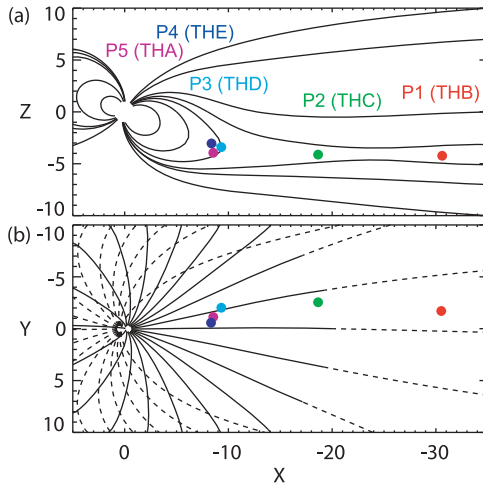 (a)
10
5
Z
0
-5
-10
P4 (THE)
P5 (THA)
P3 (THD)
P2 (THC)
P1 (THB)
(b)
-10
-5
Y
0
5
10
0
-10
-20
-30
X